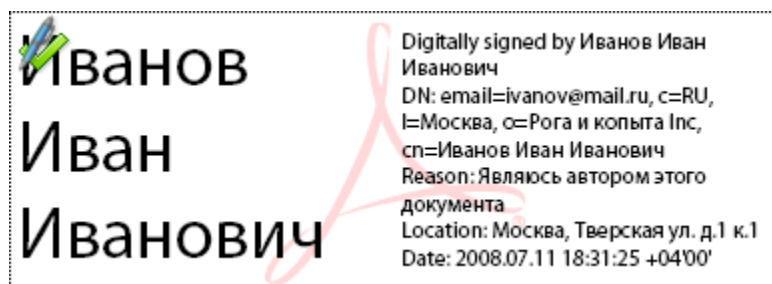 Иванов
Иван
Иванович
Digitally signed by Иванов Иван
Иванович
DN: email=ivanov@mail.ru, c=RU,
l=Москва, o=Рога и копыта Inc,
cn=Иванов Иван Иванович
Reason: Являюсь автором этого
документа
Location: Москва, Тверская ул. д.1 к.1
Date: 2008.07.11 18:31:25 +04'00'